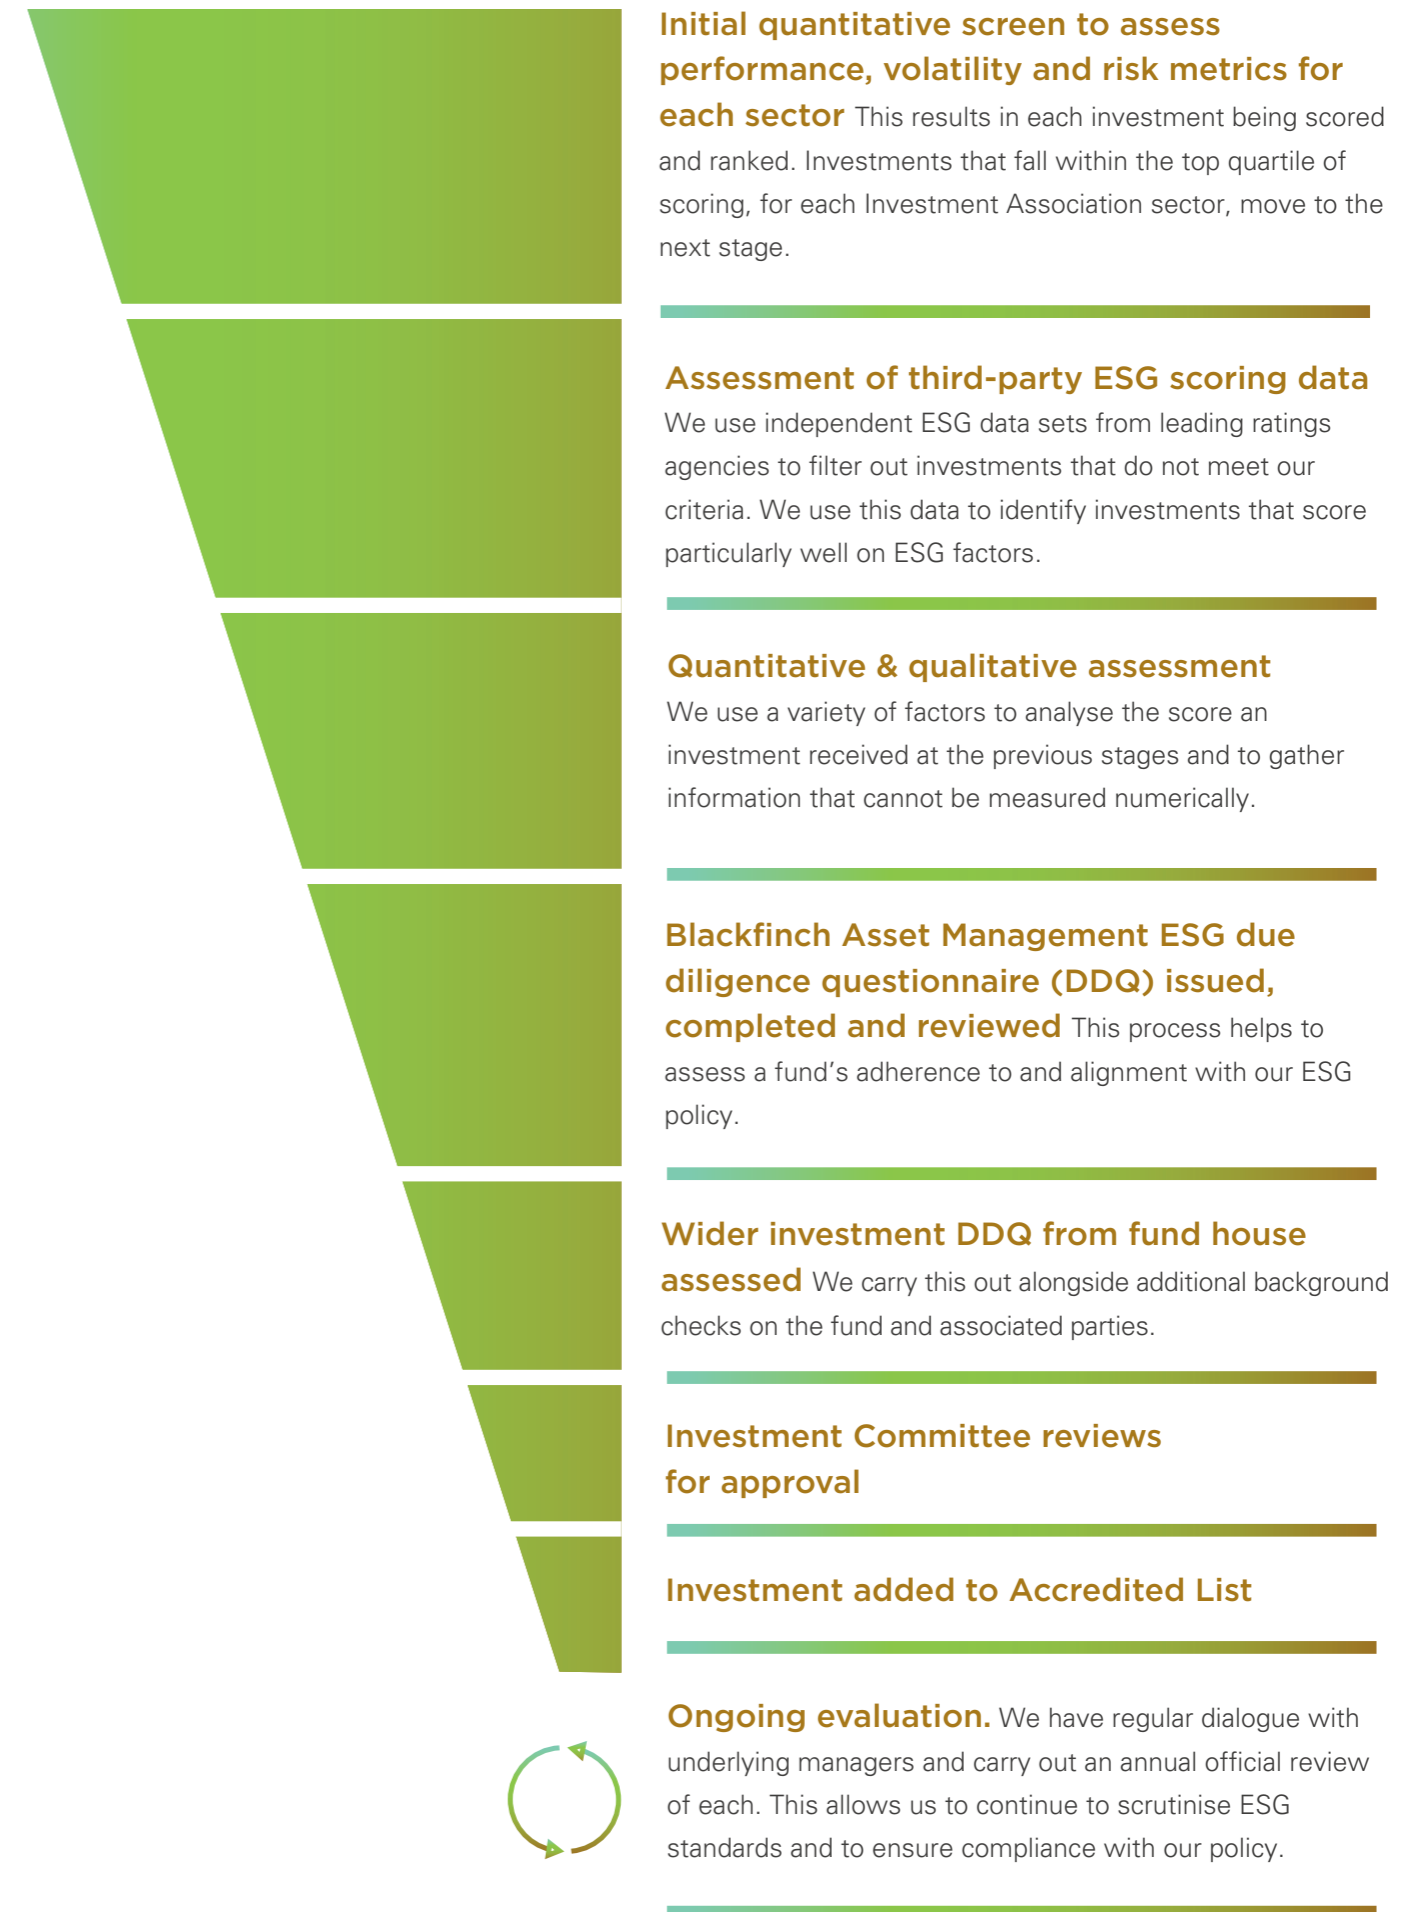 Initial quantitative screen to assess
performance, volatility and risk metrics for
each sector This results in each investment being scored
and ranked. Investments that fall within the top quartile of
scoring, for each Investment Association sector, move to the
next stage.
Assessment of third-party ESG scoring data
We use independent ESG data sets from leading ratings
agencies to filter out investments that do not meet our
criteria. We use this data to identify investments that score
particularly well on ESG factors.
Quantitative & qualitative assessment
We use a variety of factors to analyse the score an
investment received at the previous stages and to gather
information that cannot be measured numerically.
Blackfinch Asset Management ESG due
diligence questionnaire (DDQ) issued,
completed and reviewed This process helps to
assess a fund’s adherence to and alignment with our ESG
policy.
Wider investment DDQ from fund house
assessed We carry this out alongside additional background
checks on the fund and associated parties.
Investment Committee reviews
for approval
Investment added to Accredited List
Ongoing evaluation. We have regular dialogue with
underlying managers and carry out an annual official review
of each. This allows us to continue to scrutinise ESG
standards and to ensure compliance with our policy.